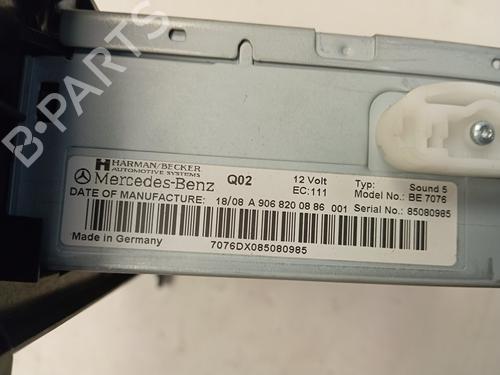 B-PARTS
HARMAN/BECKER
AUTOMOTIVE SYSTEMS
Mercedes-Benz Q02 12 Volt Typ: Sound 5
EC:111 Model No.: BE 7076
DATE OF MANUFACTURE: 18/08 A 906 820 08 86 001 Serial No.: 85080985
Made in Germany 7076DX085080985